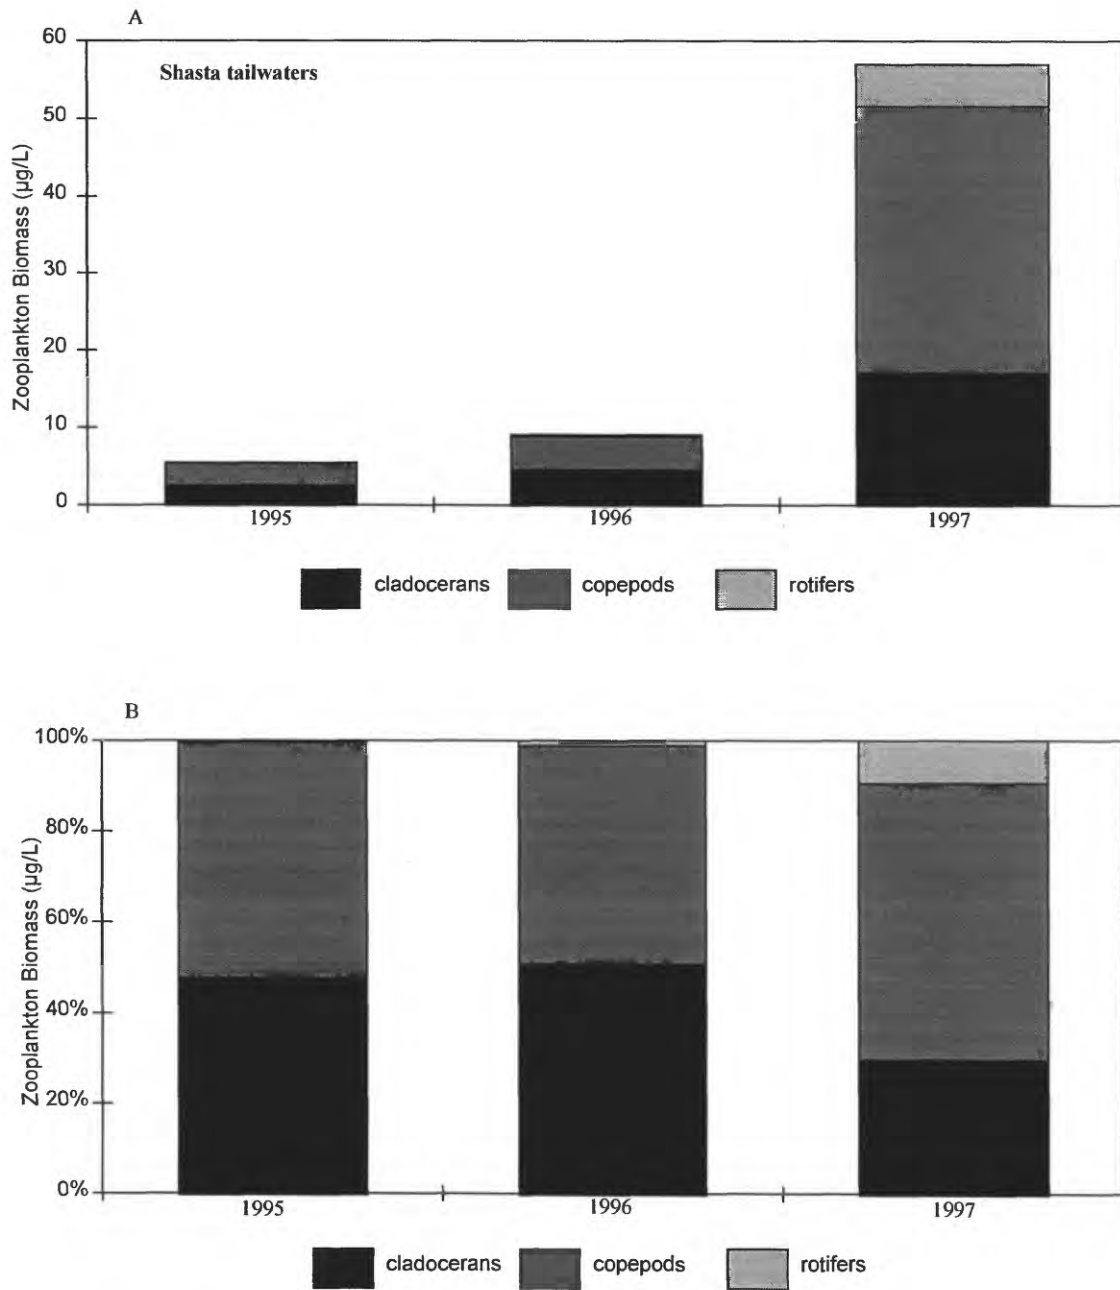 A
Shasta tailwaters
Zooplankton Biomass (µg/L)
60
50
40
30
20
10
0
1995 1996 1997
cladocerans copepods rotifers
B
Zooplankton Biomass (µg/L)
100%
80%
60%
40%
20%
0%
1995 1996 1997
cladocerans copepods rotifers